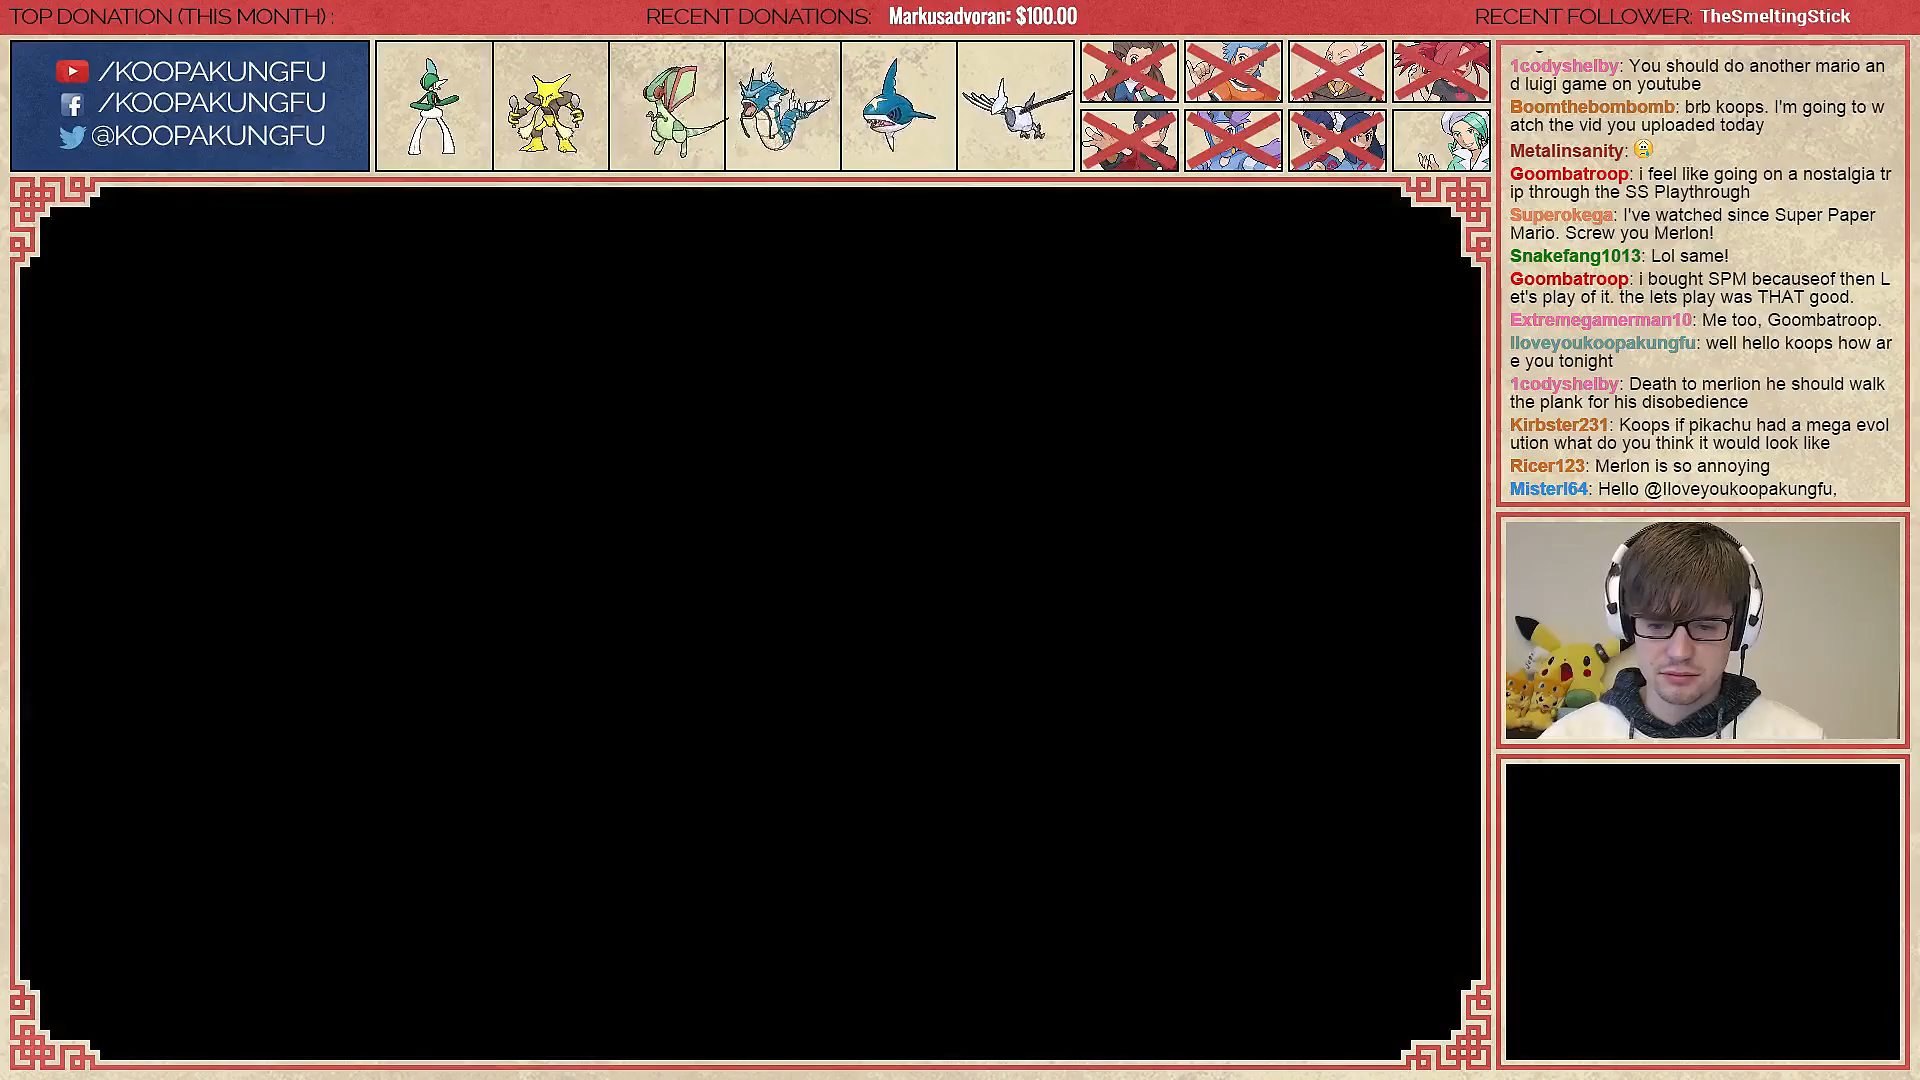 TOP DONATION (THIS MONTH) :
RECENT DONATIONS: Markusadvoran: $100.00
RECENT FOLLOWER: TheSmeltingStick
/KOOPAKUNGFU
/KOOPAKUNGFU
@KOOPAKUNGFU
1codyshelby: You should do another mario an
d luigi game on youtube
Boomthebombomb: brb koops. I'm going to w
atch the vid you uploaded today
Metalinsanity:
Goombatroop: i feel like going on a nostalgia tr
ip through the SS Playthrough
Superokega: I've watched since Super Paper
Mario. Screw you Merlon!
Snakefang1013: Lol same!
Goombatroop: i bought SPM becauseof then L
et's play of it. the lets play was THAT good.
Extremegamerman10: Me too, Goombatroop.
Iloveyoukoopakungfu: well hello koops how ar
e you tonight
1codyshelby: Death to merlion he should walk
the plank for his disobedience
Kirbster231: Koops if pikachu had a mega evol
ution what do you think it would look like
Ricer123: Merlon is so annoying
Misterl64: Hello @Iloveyoukoopakungfu,